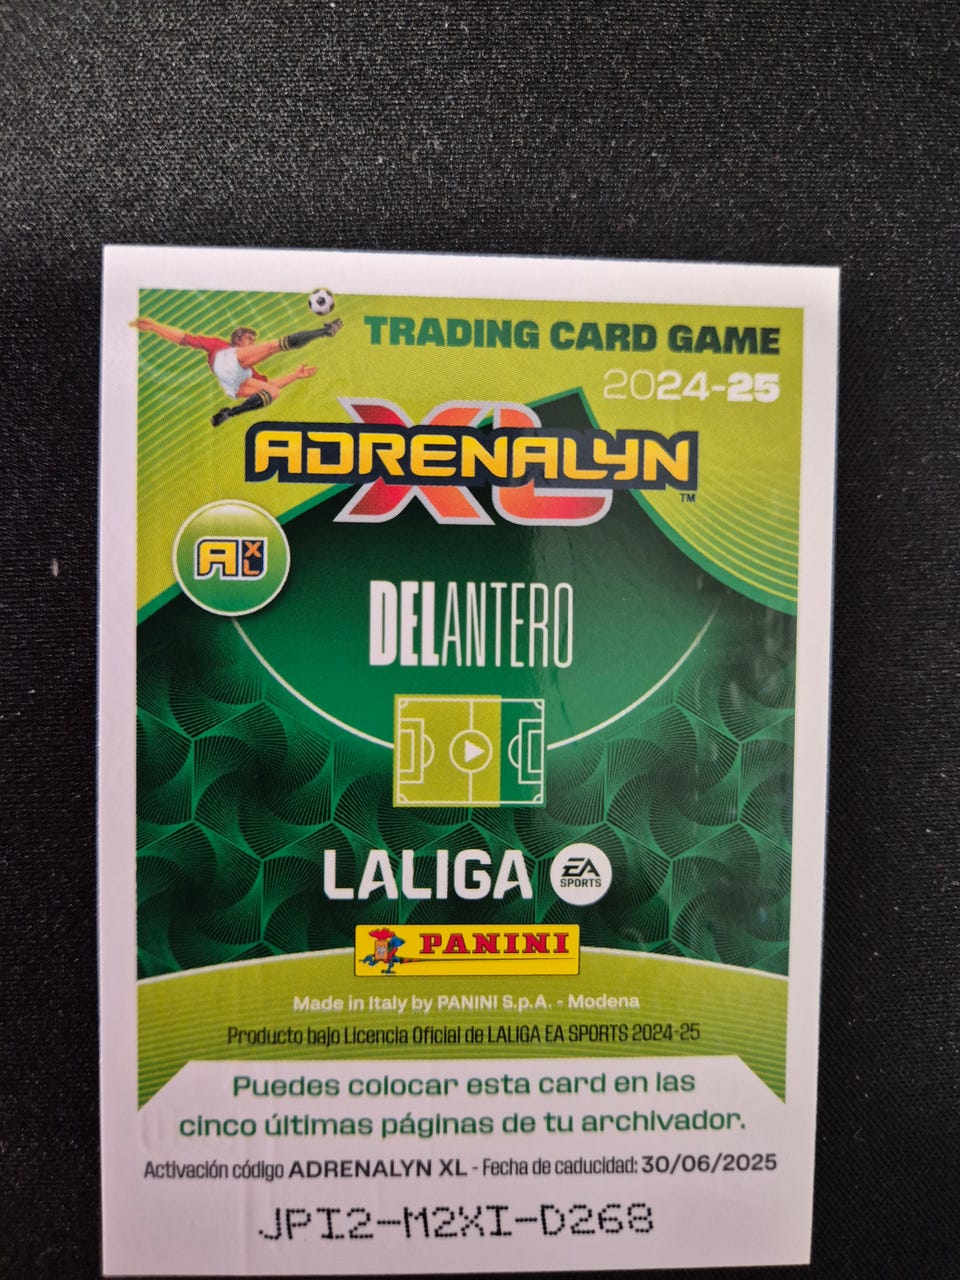 TRADING CARD GAME
2024-25
ADRENALYN
XL
™
AXL
DELANTERO
LALIGA
EA SPORTS
PANINI
Made in Italy by PANINI S.p.A. - Modena
Producto bajo Licencia Oficial de LALIGA EA SPORTS 2024-25
Puedes colocar esta card en las
cinco últimas páginas de tu archivador.
Activación código ADRENALYN XL - Fecha de caducidad: 30/06/2025
JPI2-M2XI-D268